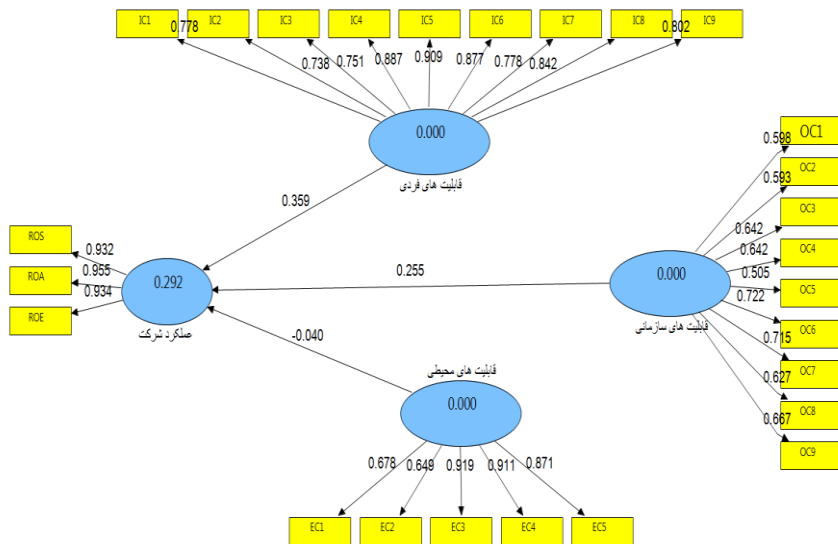 IC1 IC2 IC3 IC4 IC5 IC6 IC7 IC8 IC9
0.778 0.738 0.751 0.887 0.909 0.877 0.778 0.842 0.802
0.000
قابلیت های فردی
0.359
OC1
OC2
OC3
OC4
OC5
OC6
OC7
OC8
OC9
0.598
0.593
0.642
0.642
0.505
0.722
0.715
0.627
0.667
0.000
قابلیت های سازمانی
0.255
ROS
ROA
ROE
0.932
0.955
0.934
0.292
عملکرد شرکت
-0.040
قابلیت های محیطی
0.000
0.678 0.649 0.919 0.911 0.871
EC1 EC2 EC3 EC4 EC5